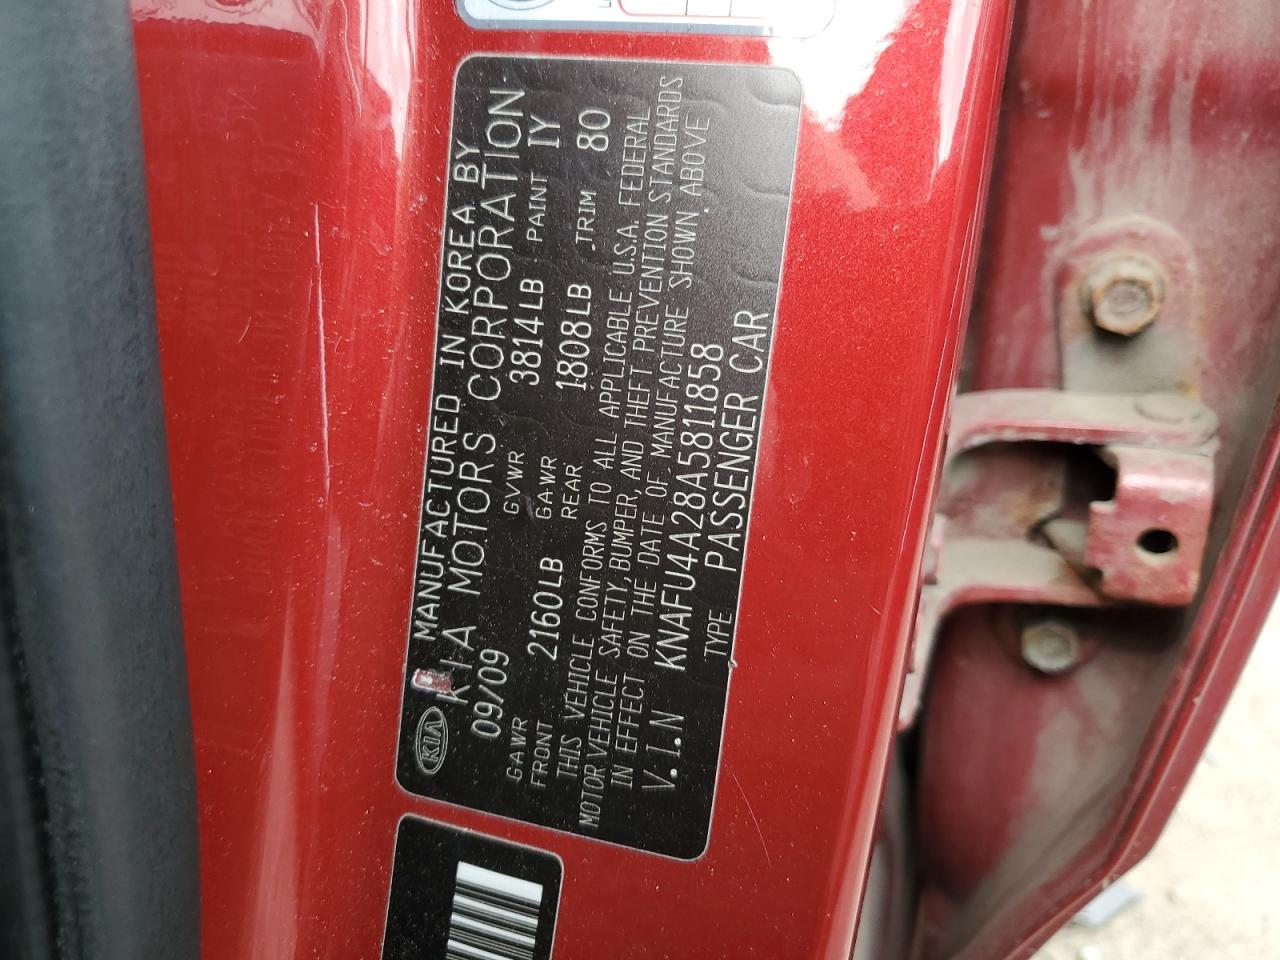 KIA
MANUFACTURED IN KOREA BY
KIA MOTORS CORPORATION
09/09 GVWR 3814LB PAINT 1Y
GAWR FRONT 2160LB GAWR REAR 1808LB TRIM 80
THIS VEHICLE CONFORMS TO ALL APPLICABLE U.S.A. FEDERAL
MOTOR VEHICLE SAFETY, BUMPER, AND THEFT PREVENTION STANDARDS
IN EFFECT ON THE DATE OF MANUFACTURE SHOWN ABOVE
V.I.N KNAFU4A28A5811858
TYPE PASSENGER CAR